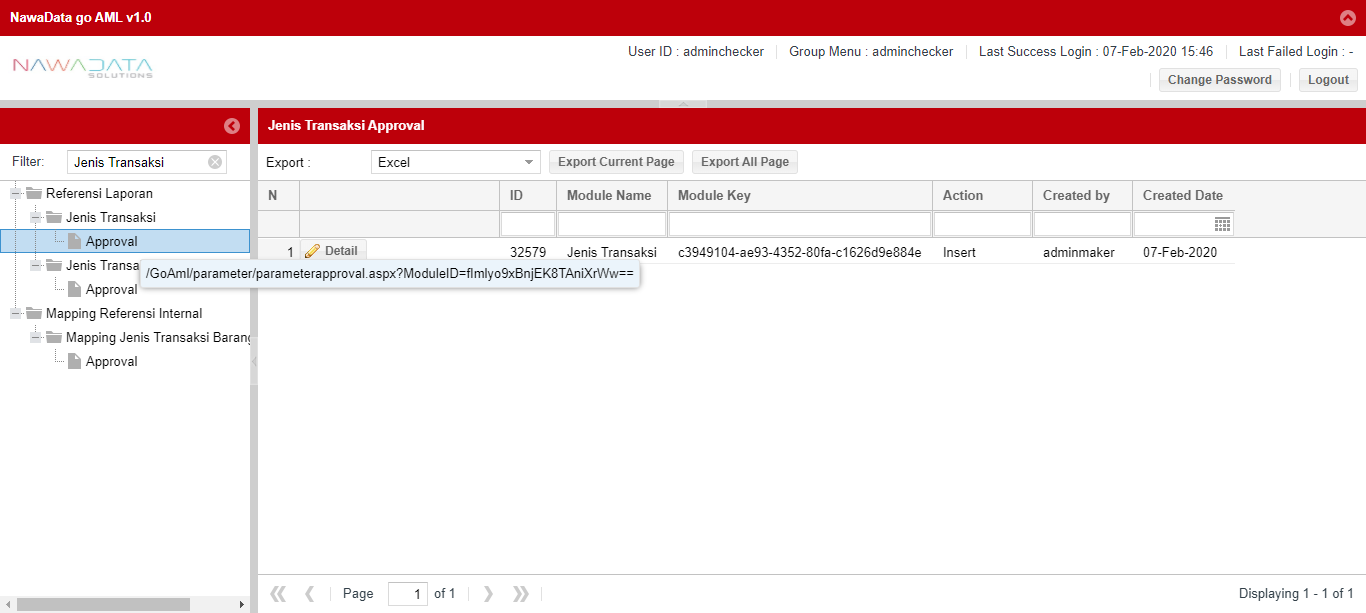 NawaData go AML v1.0
User ID : adminchecker Group Menu : adminchecker Last Success Login : 07-Feb-2020 15:46 Last Failed Login : -
NAWADATA
SOLUTIONS
Change Password Logout
Jenis Transaksi Approval
Filter: Jenis Transaksi
Export : Excel Export Current Page Export All Page
Referensi Laporan
Jenis Transaksi
Approval
Jenis Transa
Approval
Mapping Referensi Internal
Mapping Jenis Transaksi Barang
Approval
N ID Module Name Module Key Action Created by Created Date
1 Detail 32579 Jenis Transaksi c3949104-ae93-4352-80fa-c1626d9e884e Insert adminmaker 07-Feb-2020
/GoAml/parameter/parameterapproval.aspx?ModuleID=fImlyo9xBnjEK8TAniXrWw==
Page 1 of 1 Displaying 1 - 1 of 1